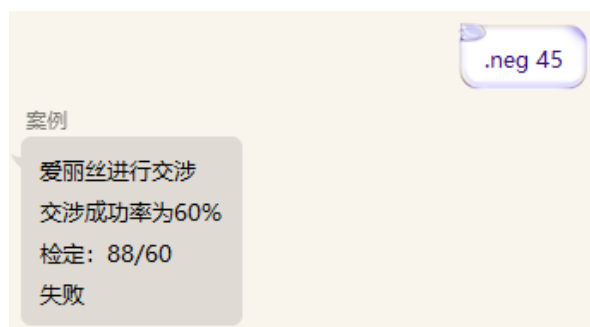 .neg 45
案例
爱丽丝进行交涉
交涉成功率为60%
检定：88/60
失败